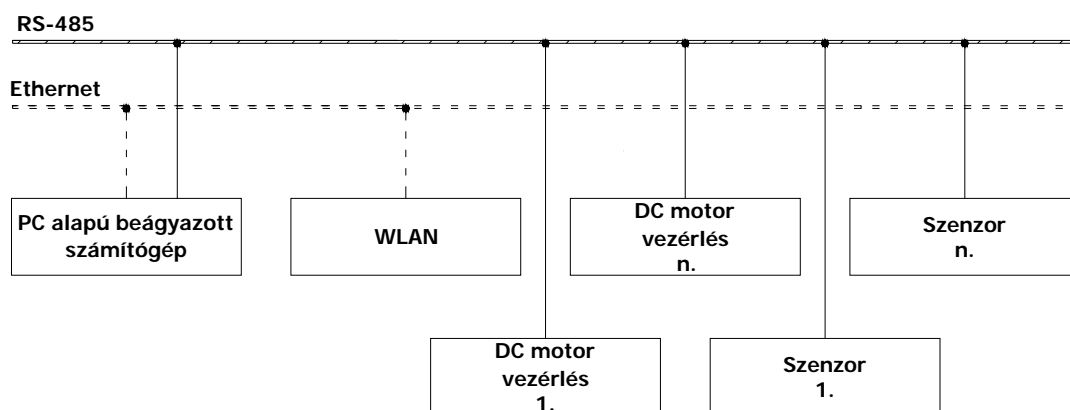 RS-485
Ethernet
PC alapú beágyazott
számítógép
WLAN
DC motor
vezérlés
n.
Szenzor
n.
DC motor
vezérlés
1.
Szenzor
1.